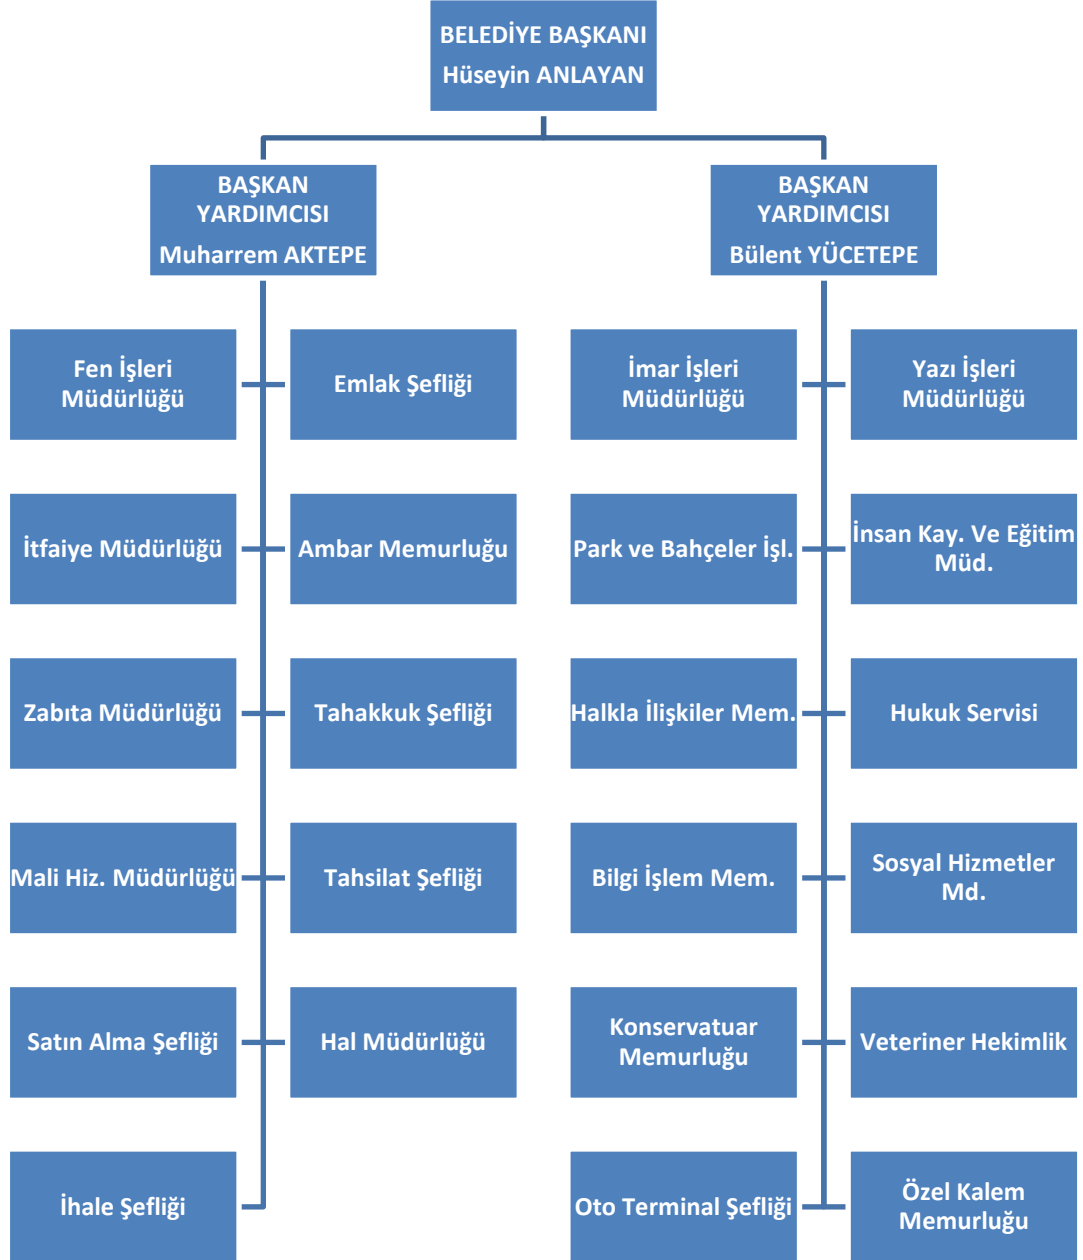 BELEDİYE BAŞKANI
Hüseyin ANLAYAN
BAŞKAN
YARDIMCISI
Muharrem AKTEPE
BAŞKAN
YARDIMCISI
Bülent YÜCETEPE
Fen İşleri
Müdürlüğü
Emlak Şefliği
İmar İşleri
Müdürlüğü
Yazı İşleri
Müdürlüğü
İtfaiye Müdürlüğü
Ambar Memurluğu
Park ve Bahçeler İşl.
İnsan Kay. Ve Eğitim
Müd.
Zabıta Müdürlüğü
Tahakkuk Şefliği
Halkla İlişkiler Mem.
Hukuk Servisi
Mali Hiz. Müdürlüğü
Tahsilat Şefliği
Bilgi İşlem Mem.
Sosyal Hizmetler
Md.
Satın Alma Şefliği
Hal Müdürlüğü
Konservatuar
Memurluğu
Veteriner Hekimlik
İhale Şefliği
Oto Terminal Şefliği
Özel Kalem
Memurluğu